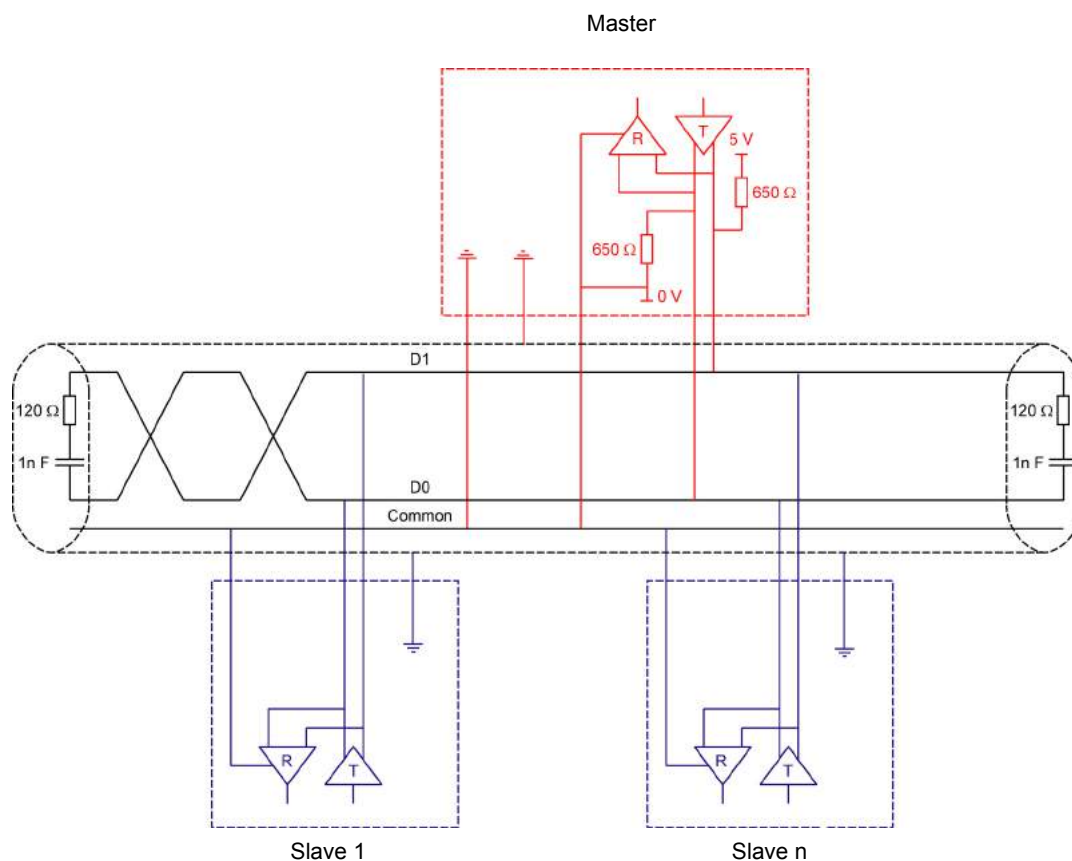 Master
R
T
5 V
650 Ω
650 Ω
0 V
D1
120 Ω
1n F
120 Ω
1n F
D0
Common
R
T
R
T
Slave 1
Slave n